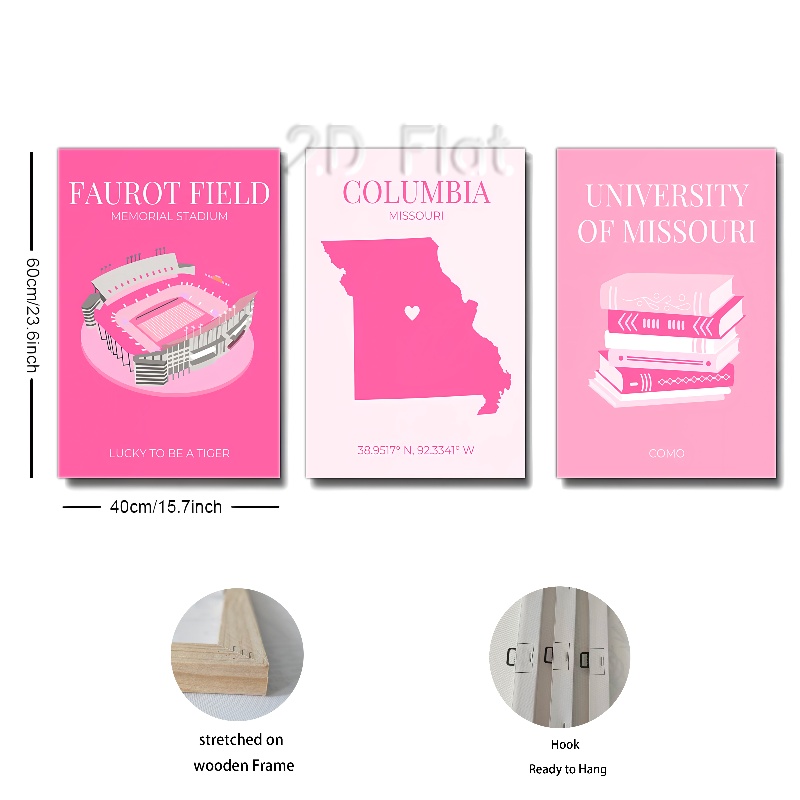 2D Flat
FAUROT FIELD
MEMORIAL STADIUM
LUCKY TO BE A TIGER
COLUMBIA
MISSOURI
38.9517° N, 92.3341° W
UNIVERSITY
OF MISSOURI
COMO
60cm/23.6inch
40cm/15.7inch
stretched on
wooden Frame
Hook
Ready to Hang